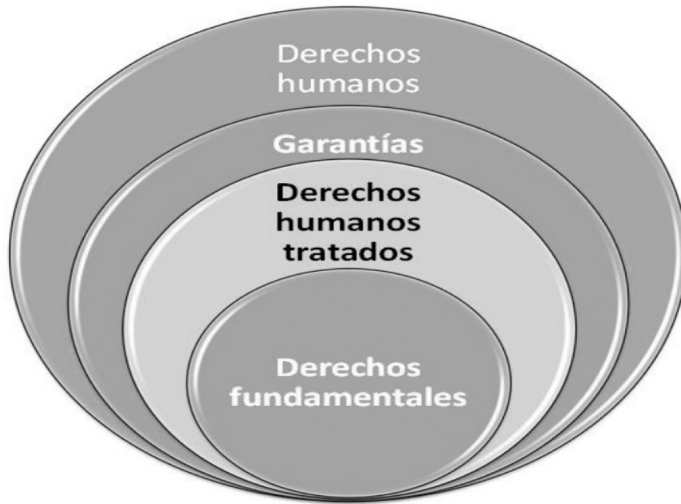 Derechos
humanos
Garantías
Derechos
humanos
tratados
Derechos
fundamentales